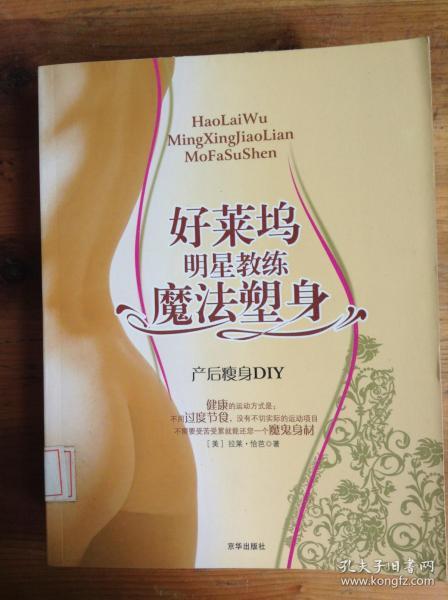 HaoLaiWu
MingXingJiaoLian
MoFaSuShen
好莱坞
明星教练
魔法塑身
产后瘦身DIY
健康的运动方式是：
不用过度节食，没有不切实际的运动项目
不需要受苦受累就能还您一个魔鬼身材
［美］拉莱·恰芭◇著
京华出版社
孔夫子旧书网
www.kongfz.com